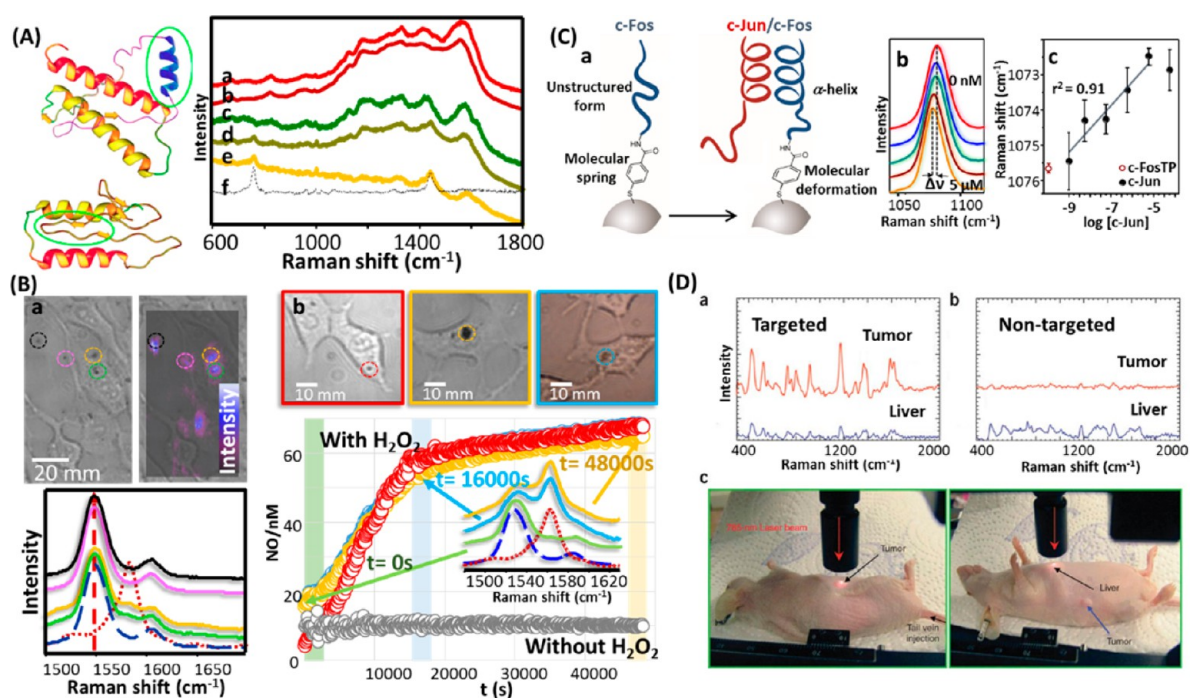 (A)
Intensity
a
b
c
d
e
f
600
1000
1400
1800
Raman shift (cm⁻¹)
(B)
a
20 mm
Intensity
Intensity
1500
1550
1600
1650
Raman shift (cm⁻¹)
b
10 mm
10 mm
10 mm
NO/nM
60
40
20
0
With H₂O₂
t= 16000s
t= 48000s
t= 0s
1500
1540
1580
1620
Raman shift (cm⁻¹)
Without H₂O₂
0
10000
20000
30000
40000
t (s)
(C)
a
c-Fos
Unstructured
form
HN
O
Molecular
spring
S
c-Jun/c-Fos
α-helix
HN
O
Molecular
deformation
S
b
Intensity
0 nM
Δν
5 μM
1050
1100
Raman shift (cm⁻¹)
c
Raman shift (cm⁻¹)
1073
1074
1075
1076
r² = 0.91
c-FosTP
c-Jun
-9
-7
-5
log [c-Jun]
(D)
a
Intensity
Targeted
Tumor
Liver
400
1200
2000
Raman shift (cm⁻¹)
b
Non-targeted
Tumor
Liver
400
1200
2000
Raman shift (cm⁻¹)
c
laser beam
Tumor
Tail vein
injection
Liver
Tumor